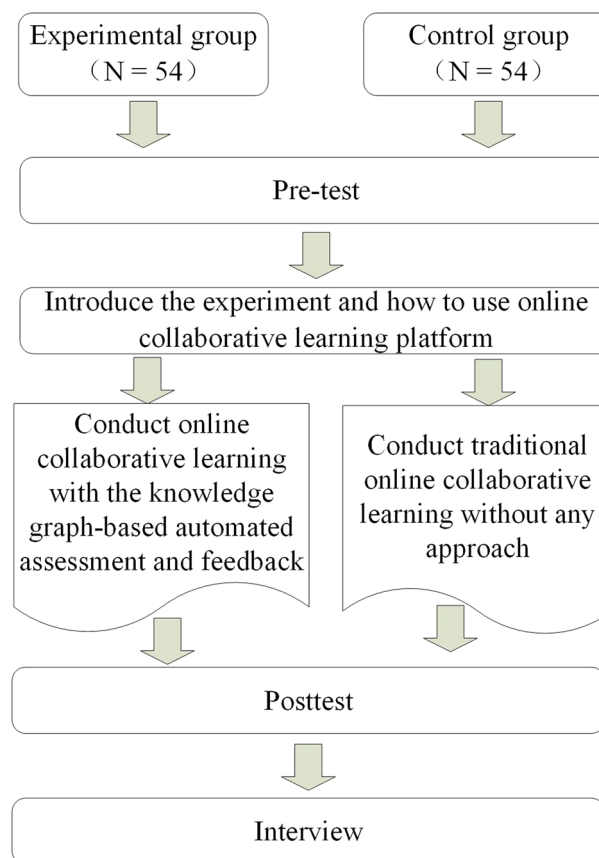 Experimental group
（N = 54）
Control group
（N = 54）
Pre-test
Introduce the experiment and how to use online
collaborative learning platform
Conduct online
collaborative learning
with the knowledge
graph-based automated
assessment and feedback
Conduct traditional
online collaborative
learning without any
approach
Posttest
Interview